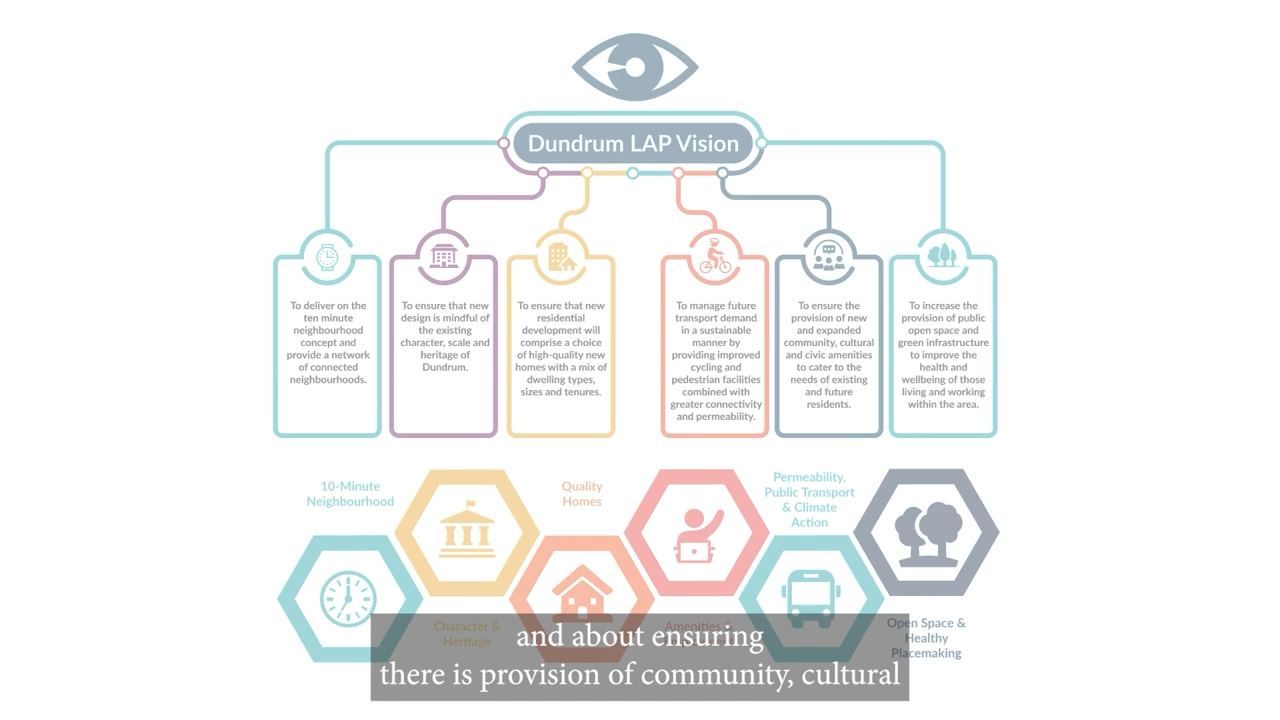 Dundrum LAP Vision
To deliver on the
ten minute
neighbourhood
concept and
provide a network
of connected
neighbourhoods.
To ensure that new
design is mindful of
the existing
character, scale and
heritage of
Dundrum.
To ensure that new
residential
development will
comprise a choice
of high-quality new
homes with a mix of
dwelling types,
sizes and tenures.
To manage future
transport demand
in a sustainable
manner by
providing improved
cycling and
pedestrian facilities
combined with
greater connectivity
and permeability.
To ensure the
provision of new
and expanded
community, cultural
and civic amenities
to cater to the
needs of existing
and future
residents.
To increase the
provision of public
open space and
green infrastructure
to improve the
health and
wellbeing of those
living and working
within the area.
10-Minute
Neighbourhood
Character &
Heritage
Quality
Homes
Amenities
Permeability,
Public Transport
& Climate
Action
Open Space &
Healthy
Placemaking
and about ensuring
there is provision of community, cultural